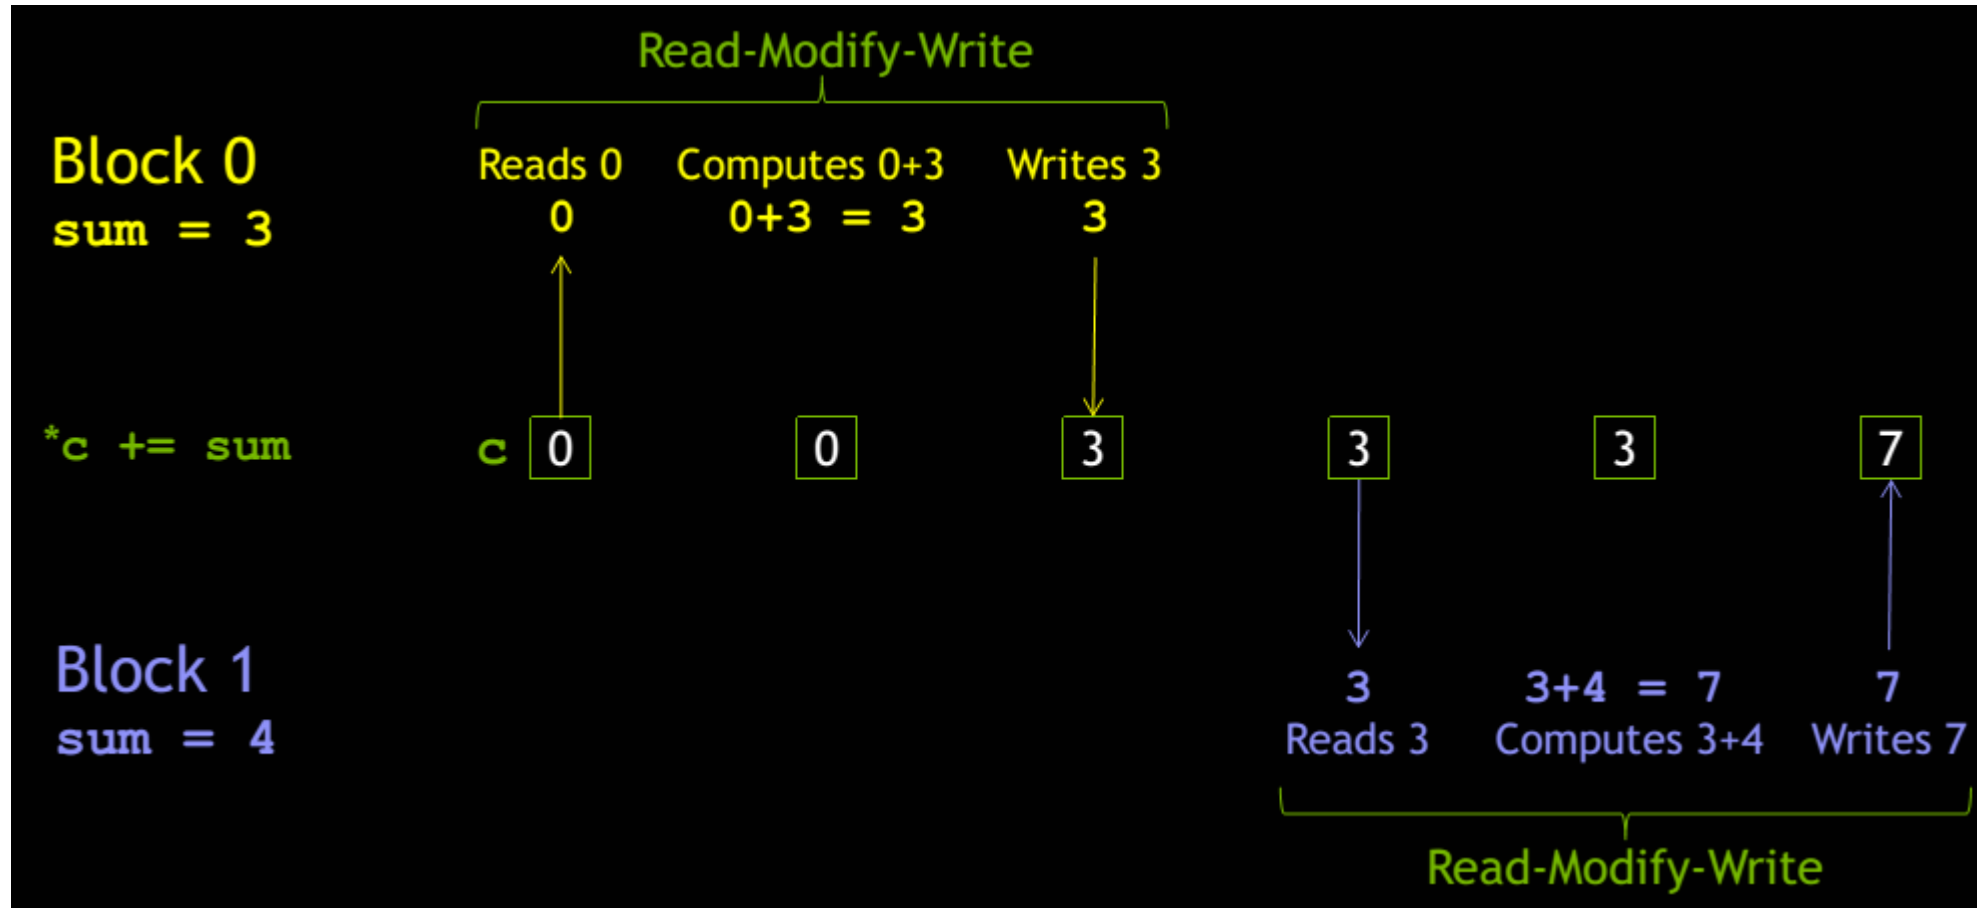 Read-Modify-Write
Block 0
sum = 3
Reads 0 Computes 0+3 Writes 3
0 0+3 = 3 3
*c += sum c 0 0 3 3 3 7
Block 1
sum = 4
3 3+4 = 7 7
Reads 3 Computes 3+4 Writes 7
Read-Modify-Write